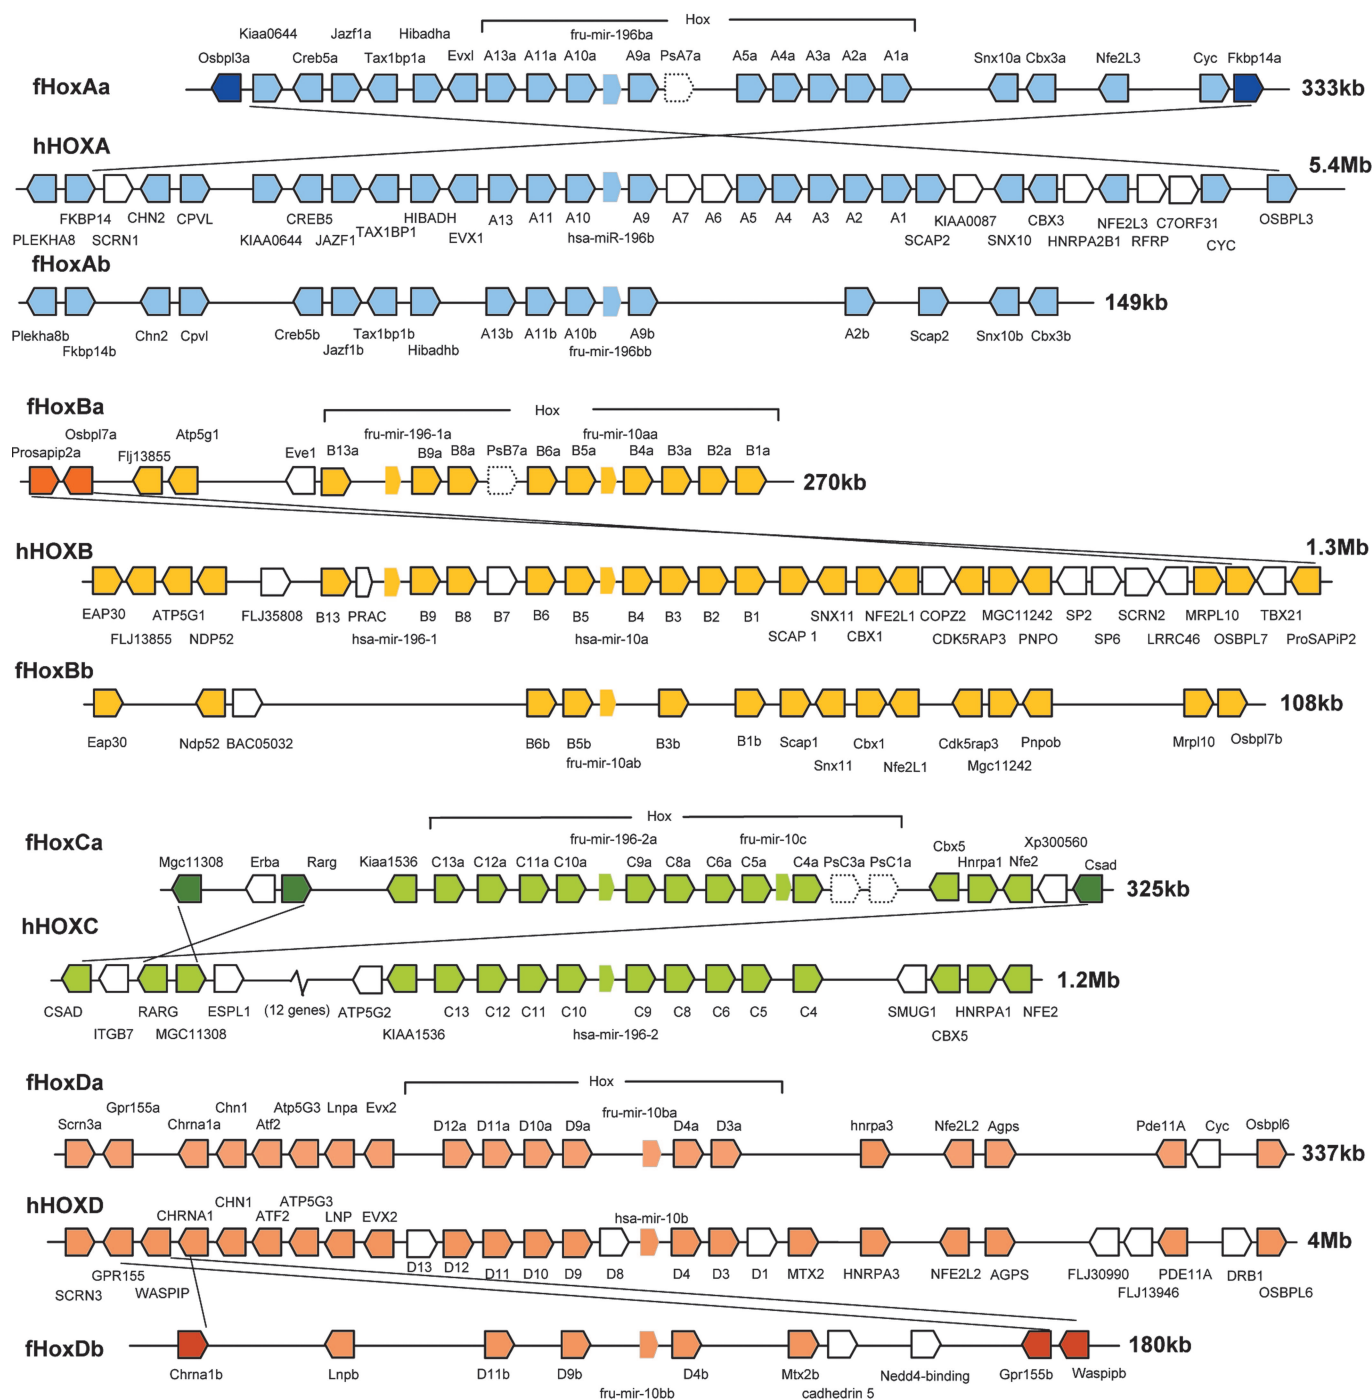 Hox
Kiaa0644 Jazf1a Hibadha fru-mir-196ba
Osbpl3a Creb5a Tax1bp1a Evxl A13a A11a A10a A9a PsA7a A5a A4a A3a A2a A1a Snx10a Cbx3a Nfe2L3 Cyc Fkbp14a
fHoxAa 333kb
hHOXA 5.4Mb
FKBP14 CHN2 CPVL CREB5 HIBADH A13 A11 A10 A9 A7 A6 A5 A4 A3 A2 A1 KIAA0087 CBX3 NFE2L3 C7ORF31 OSBPL3
PLEKHA8 SCRN1 KIAA0644 JAZF1 TAX1BP1 EVX1 hsa-miR-196b SCAP2 SNX10 HNRPA2B1 RFRP CYC
fHoxAb 149kb
Plekha8b Chn2 Cpvl Creb5b Tax1bp1b A13b A11b A10b A9b A2b Scap2 Snx10b Cbx3b
Fkbp14b Jazf1b Hibadhb fru-mir-196bb
fHoxBa Hox
Osbpl7a Atp5g1 fru-mir-196-1a fru-mir-10aa
Prosapip2a Flj13855 Eve1 B13a B9a B8a PsB7a B6a B5a B4a B3a B2a B1a
270kb
hHOXB 1.3Mb
EAP30 ATP5G1 FLJ35808 B13 PRAC B9 B8 B7 B6 B5 B4 B3 B2 B1 SNX11 NFE2L1 COPZ2 MGC11242 SP2 SCRN2 MRPL10 TBX21
FLJ13855 NDP52 hsa-mir-196-1 hsa-mir-10a SCAP 1 CBX1 CDK5RAP3 PNPO SP6 LRRC46 OSBPL7 ProSAPiP2
fHoxBb 108kb
Eap30 Ndp52 BAC05032 B6b B5b B3b B1b Scap1 Cbx1 Cdk5rap3 Pnpob Mrpl10 Osbpl7b
fru-mir-10ab Snx11 Nfe2L1 Mgc11242
Hox
fHoxCa fru-mir-196-2a fru-mir-10c Cbx5 Xp300560
Mgc11308 Erba Rarg Kiaa1536 C13a C12a C11a C10a C9a C8a C6a C5a C4a PsC3a PsC1a Hnrpa1 Nfe2 Csad
325kb
hHOXC 1.2Mb
CSAD RARG ESPL1 (12 genes) ATP5G2 C13 C12 C11 C10 C9 C8 C6 C5 C4 SMUG1 HNRPA1 NFE2
ITGB7 MGC11308 KIAA1536 hsa-mir-196-2 CBX5
fHoxDa Hox
Gpr155a Chn1 Atp5G3 Lnpa Evx2 fru-mir-10ba
Scrn3a Chrna1a Atf2 D12a D11a D10a D9a D4a D3a hnrpa3 Nfe2L2 Agps Pde11A Cyc Osbpl6
337kb
hHOXD CHN1 ATP5G3
CHRNA1 ATF2 LNP EVX2 hsa-mir-10b
4Mb
GPR155 D13 D12 D11 D10 D9 D8 D4 D3 D1 MTX2 HNRPA3 NFE2L2 AGPS FLJ30990 PDE11A DRB1
SCRN3 WASPIP FLJ13946 OSBPL6
fHoxDb 180kb
Chrna1b Lnpb D11b D9b D4b Mtx2b Nedd4-binding Gpr155b Waspipb
fru-mir-10bb cadhedrin 5